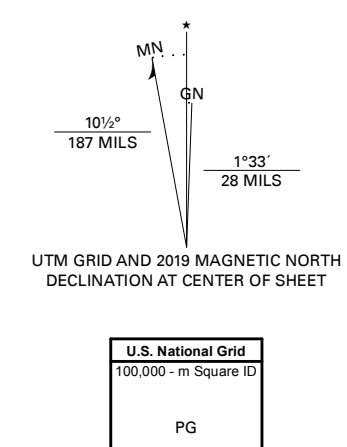 ★
MN
GN
10½°
187 MILS
1°33´
28 MILS
UTM GRID AND 2019 MAGNETIC NORTH
DECLINATION AT CENTER OF SHEET
U.S. National Grid
100,000 - m Square ID
PG